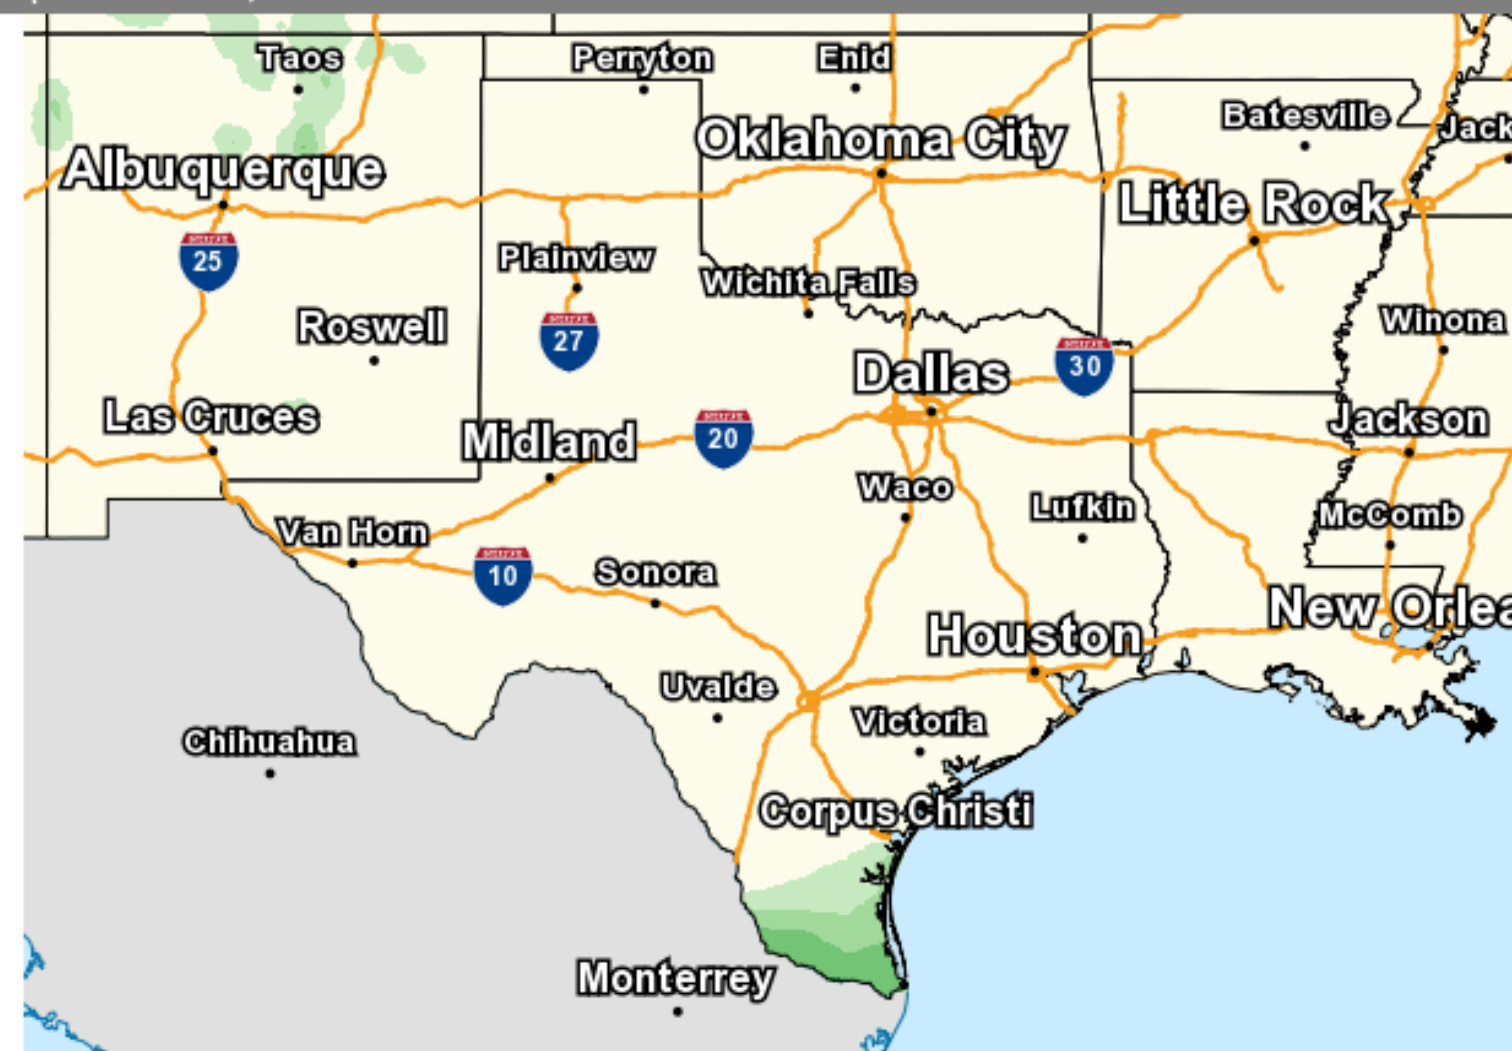 Taos
Perryton
Enid
Batesville
Jack
Oklahoma City
Albuquerque
Little Rock
25
Plainview
Wichita Falls
Roswell
27
Winona
Dallas
30
Las Cruces
Midland
20
Jackson
Waco
Lufkin
McComb
Van Horn
10
Sonora
New Orlea
Houston
Uvalde
Victoria
Chihuahua
Corpus Christi
Monterrey